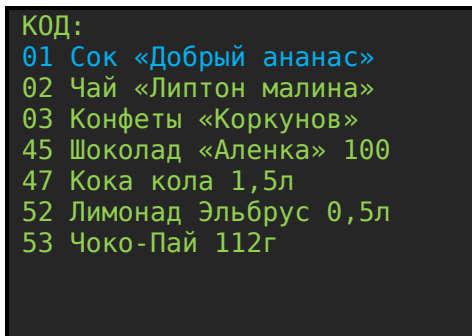 КОД:
01 Сок «Добрый ананас»
02 Чай «Липтон малина»
03 Конфеты «Коркунов»
45 Шоколад «Аленка» 100
47 Кока кола 1,5л
52 Лимонад Эльбрус 0,5л
53 Чоко-Пай 112г